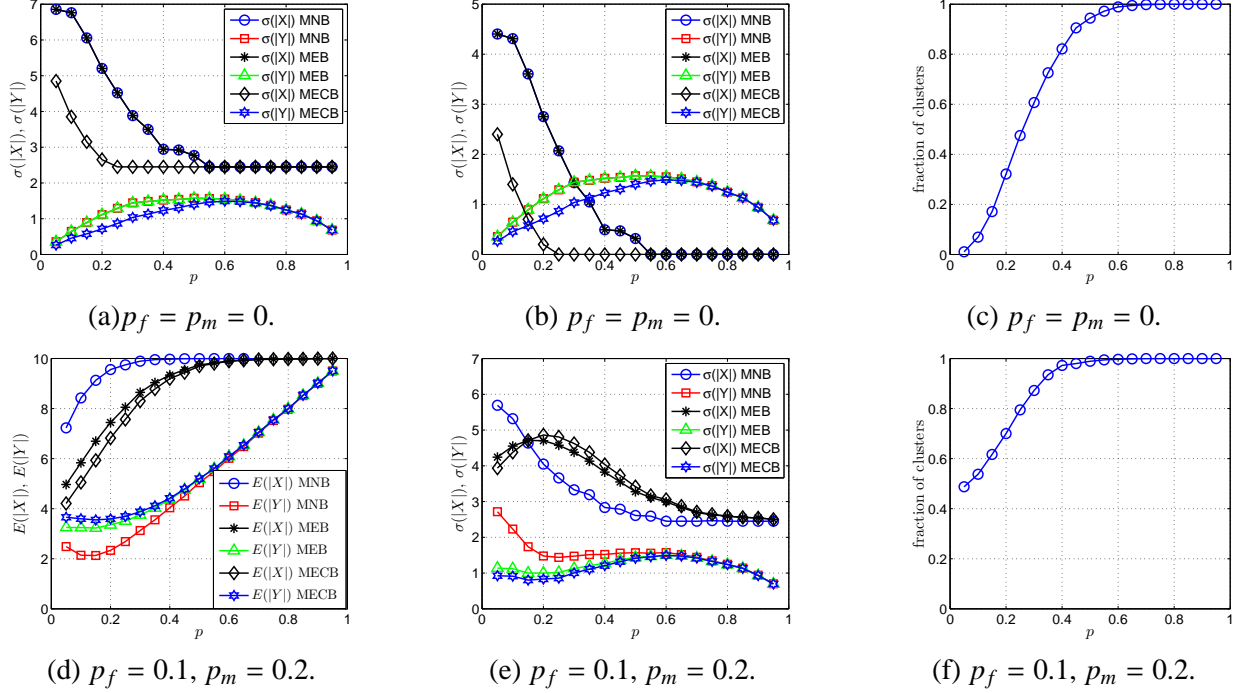 7
6
5
4
3
2
1
0
σ(|X|), σ(|Y|)
σ(|X|) MNB
σ(|Y|) MNB
σ(|X|) MEB
σ(|Y|) MEB
σ(|X|) MECB
σ(|Y|) MECB
0 0.2 0.4 0.6 0.8 1
p
(a)p_f = p_m = 0.
5
4
3
2
1
0
σ(|X|), σ(|Y|)
σ(|X|) MNB
σ(|Y|) MNB
σ(|X|) MEB
σ(|Y|) MEB
σ(|X|) MECB
σ(|Y|) MECB
0 0.2 0.4 0.6 0.8 1
p
(b) p_f = p_m = 0.
1
0.8
0.6
0.4
0.2
0
fraction of clusters
0 0.2 0.4 0.6 0.8 1
p
(c) p_f = p_m = 0.
10
8
6
4
2
0
E(|X|), E(|Y|)
E(|X|) MNB
E(|Y|) MNB
E(|X|) MEB
E(|Y|) MEB
E(|X|) MECB
E(|Y|) MECB
0 0.2 0.4 0.6 0.8 1
p
(d) p_f = 0.1, p_m = 0.2.
7
6
5
4
3
2
1
0
σ(|X|), σ(|Y|)
σ(|X|) MNB
σ(|Y|) MNB
σ(|X|) MEB
σ(|Y|) MEB
σ(|X|) MECB
σ(|Y|) MECB
0 0.2 0.4 0.6 0.8 1
p
(e) p_f = 0.1, p_m = 0.2.
1
0.8
0.6
0.4
0.2
0
fraction of clusters
0 0.2 0.4 0.6 0.8 1
p
(f) p_f = 0.1, p_m = 0.2.